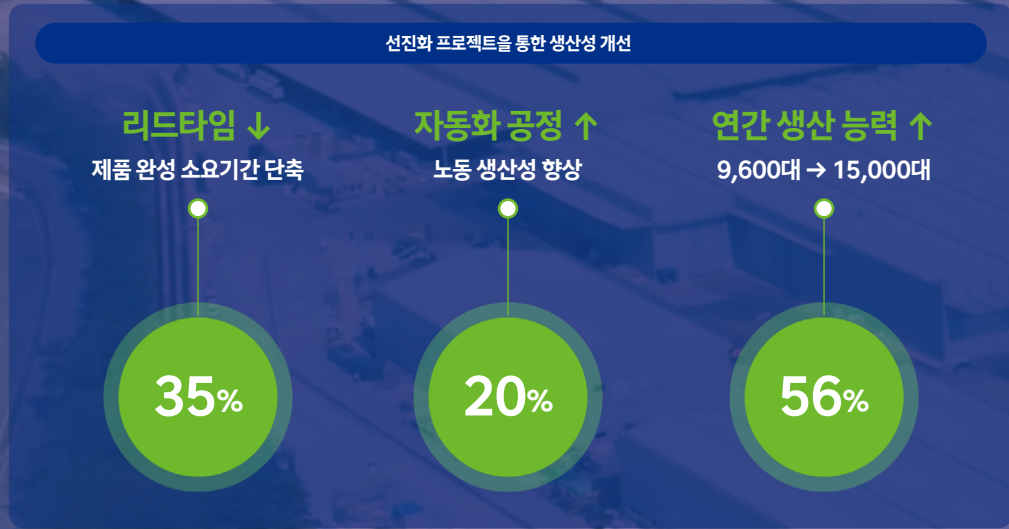 선진화 프로젝트을 통한 생산성 개선
리드타임 ↓
제품 완성 소요기간 단축
35%
자동화 공정 ↑
노동 생산성 향상
20%
연간 생산 능력 ↑
9,600대 → 15,000대
56%